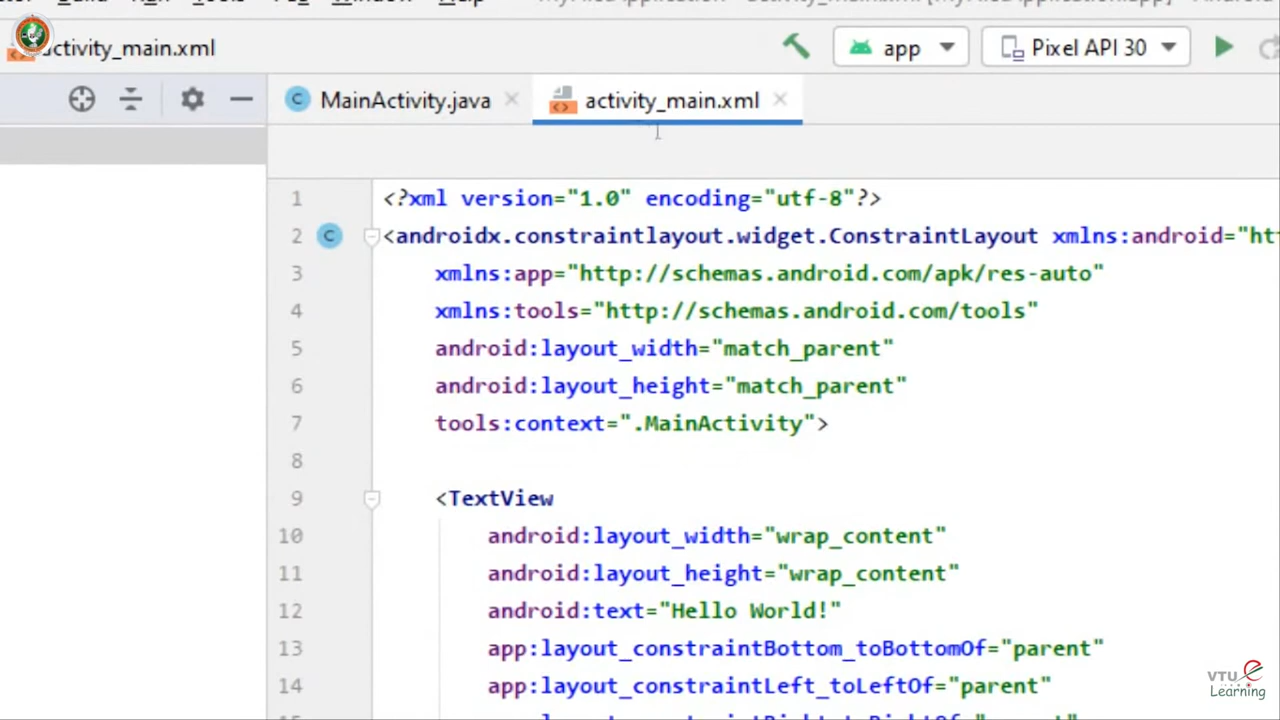 activity_main.xml
app
Pixel API 30
MainActivity.java
activity_main.xml
1 <?xml version="1.0" encoding="utf-8"?>
2 <androidx.constraintlayout.widget.ConstraintLayout xmlns:android="htt
3 xmlns:app="http://schemas.android.com/apk/res-auto"
4 xmlns:tools="http://schemas.android.com/tools"
5 android:layout_width="match_parent"
6 android:layout_height="match_parent"
7 tools:context=".MainActivity">
8
9 <TextView
10 android:layout_width="wrap_content"
11 android:layout_height="wrap_content"
12 android:text="Hello World!"
13 app:layout_constraintBottom_toBottomOf="parent"
14 app:layout_constraintLeft_toLeftOf="parent"
VTU e
Learning